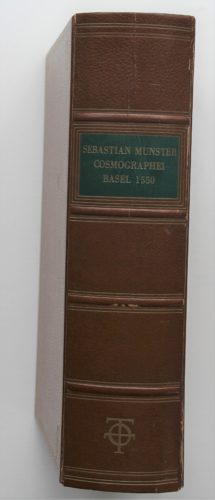 SEBASTIAN MUNSTER
COSMOGRAPHEI
BASEL 1550